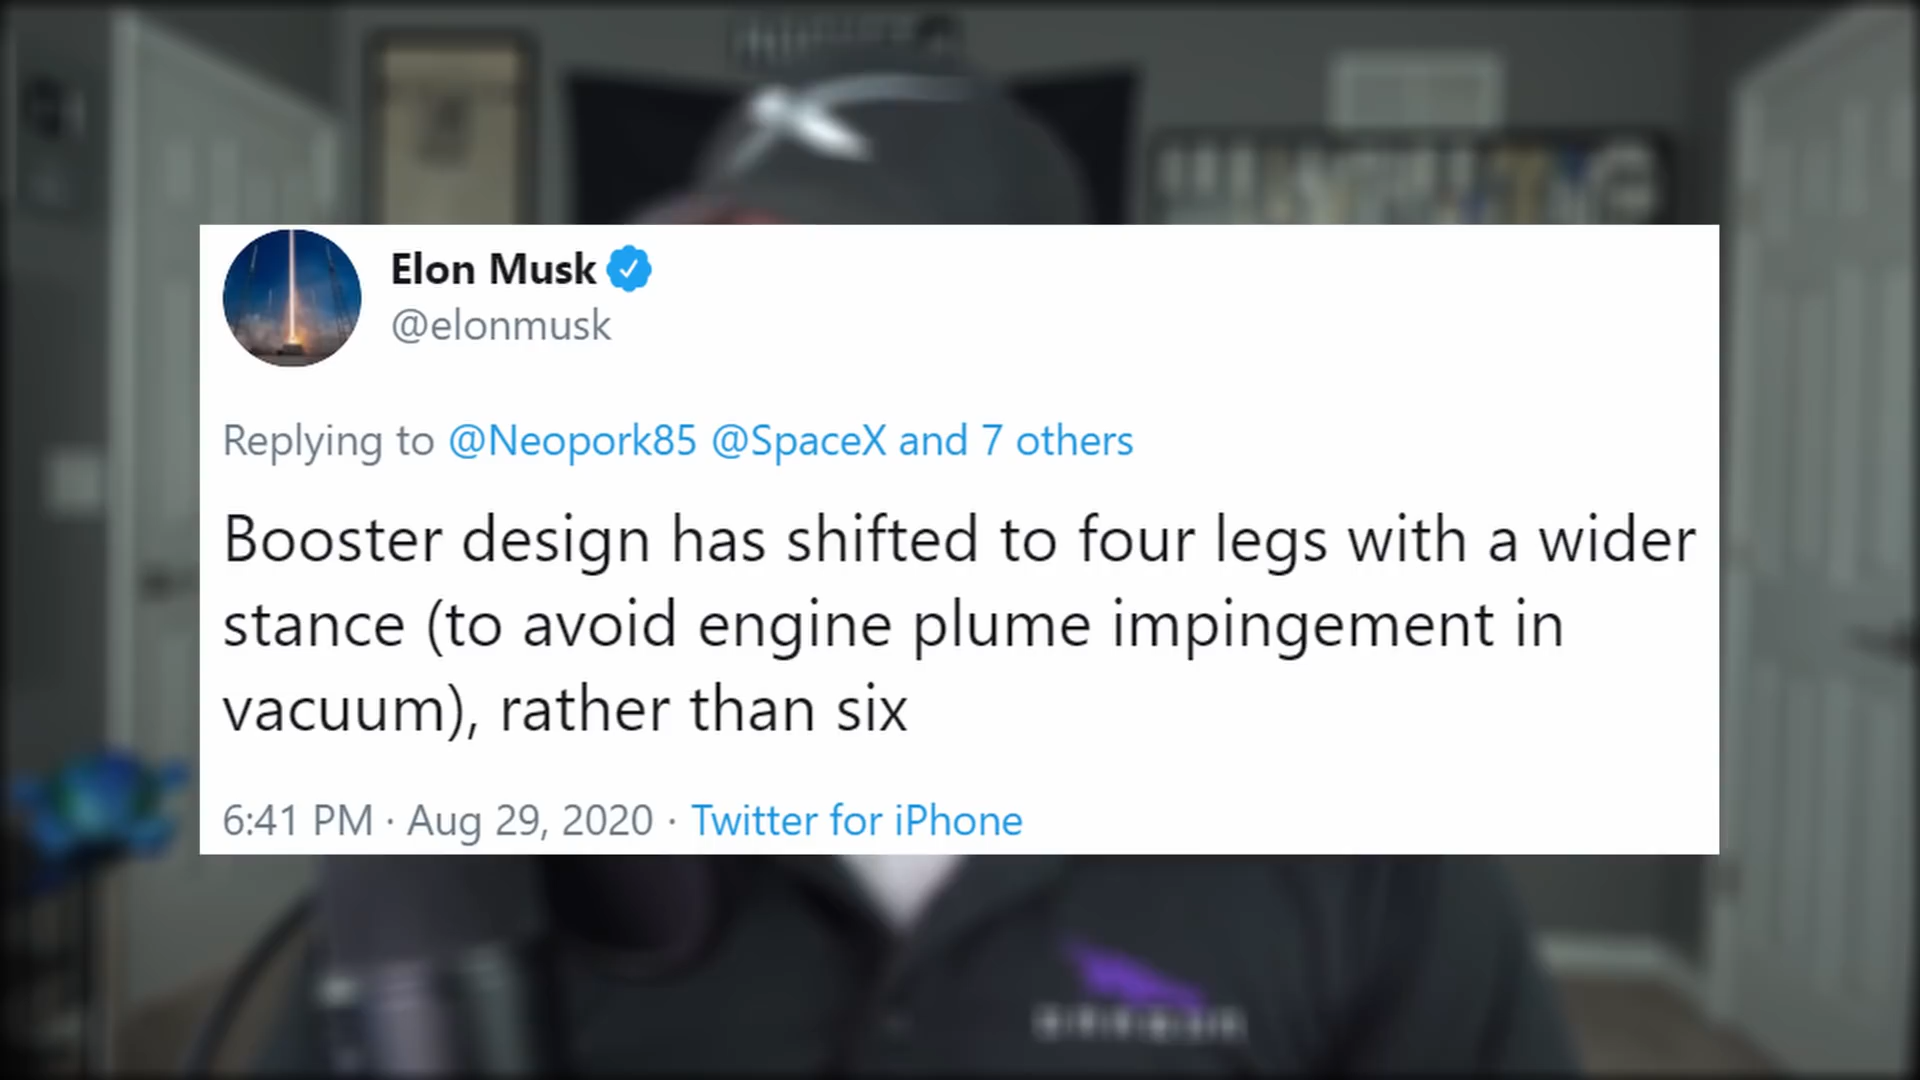 Elon Musk
@elonmusk
Replying to @Neopork85 @SpaceX and 7 others
Booster design has shifted to four legs with a wider
stance (to avoid engine plume impingement in
vacuum), rather than six
6:41 PM · Aug 29, 2020 · Twitter for iPhone